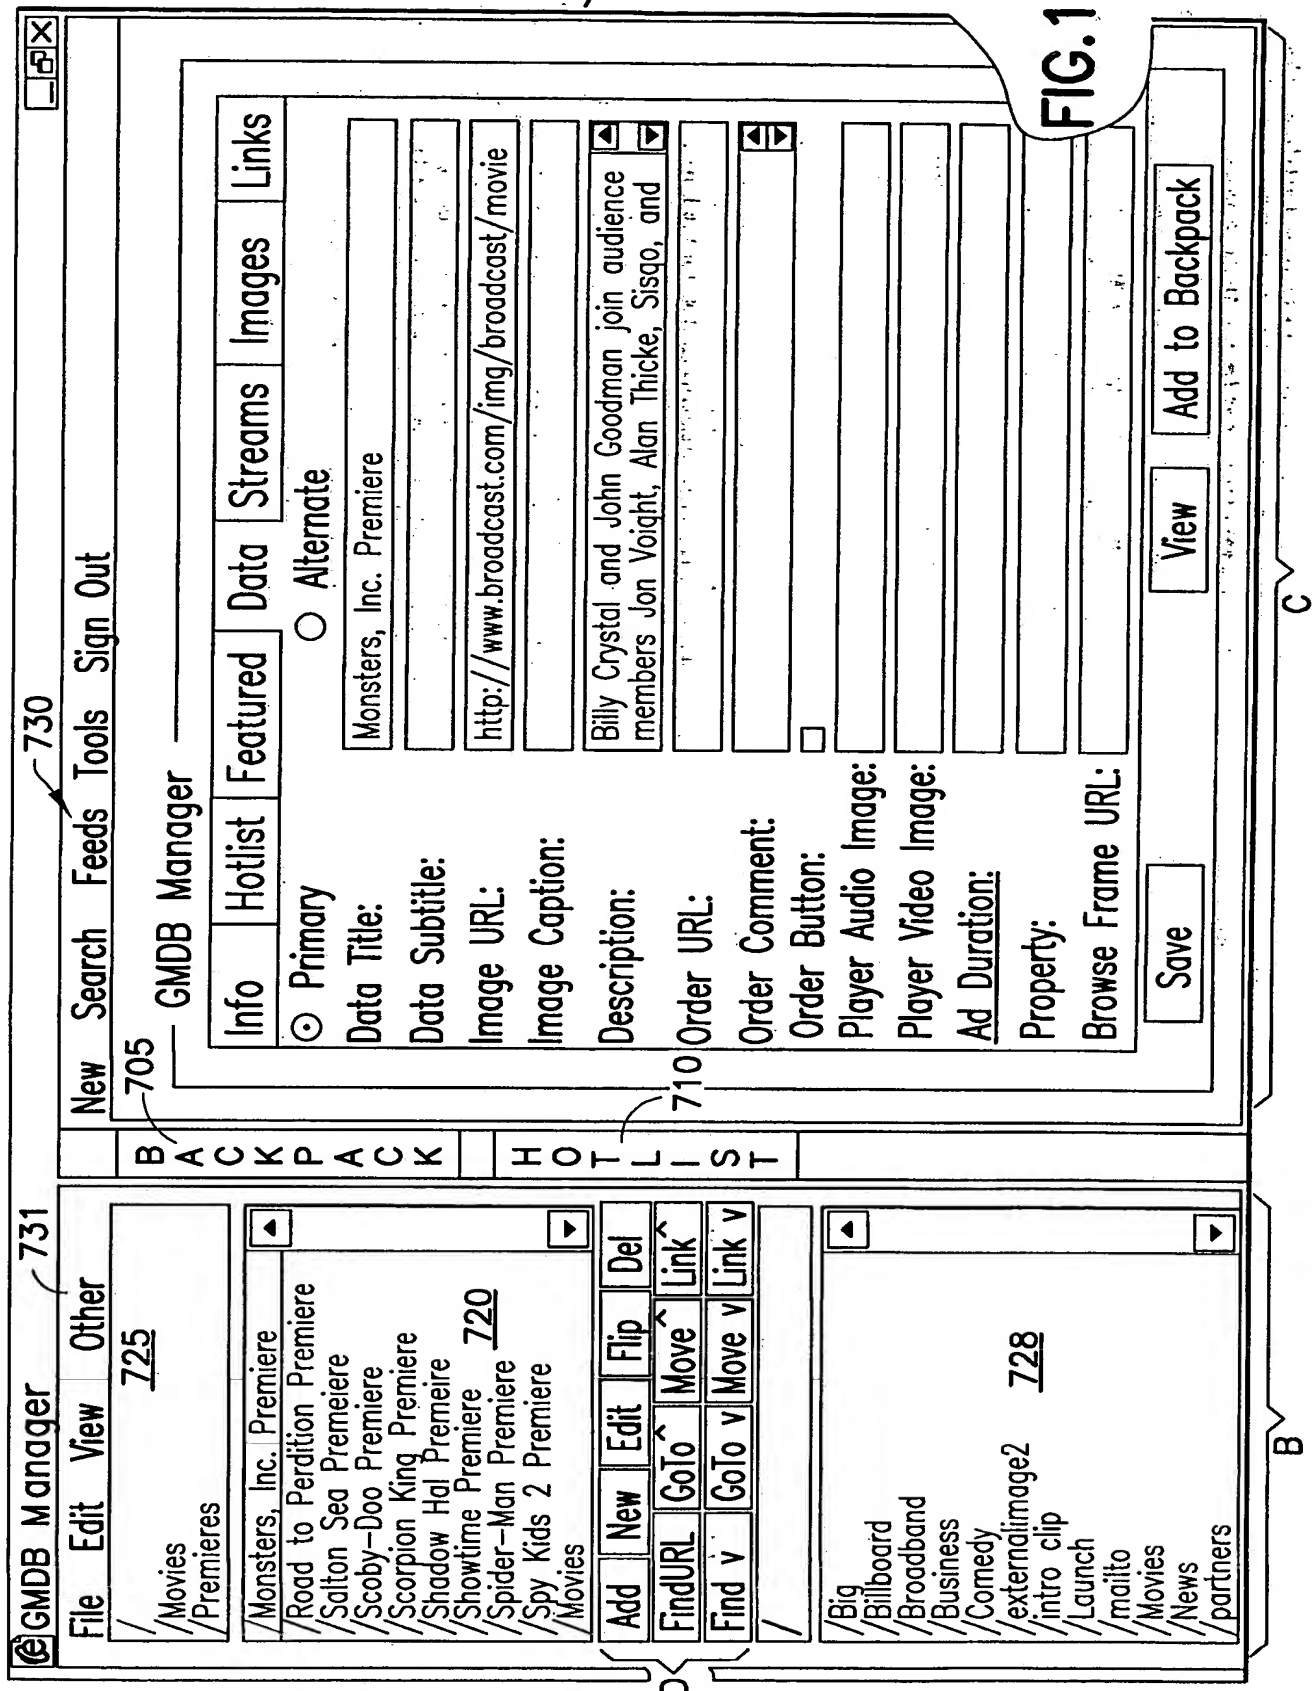 GMDB Manager
731
File Edit View Other
/ 725
/Movies
/Premieres
/Monsters, Inc. Premiere
/Road to Perdition Premiere
/Salton Sea Premeiere
/Scoby-Doo Premiere
/Scorpion King Premiere
/Shadow Hal Premeire
/Showtime Premiere
720
/Spider-Man Premiere
/Spy Kids 2 Premiere
/Movies
Add New Edit Flip Del
FindURL GoTo ^ Move ^ Link ^
Find v GoTo v Move v Link v
D
/
/Big
/Billboard
/Broadband
/Business
/Comedy
/externalimage2
728
/intro clip
/Launch
/mailto
/Movies
/News
/partners
B
BACKPACK
705
HOTLIST
710
730
New Search Feeds Tools Sign Out
GMDB Manager
Info Hotlist Featured Data Streams Images Links
Primary Alternate
Data Title: Monsters, Inc. Premiere
Data Subtitle:
Image URL: http://www.broadcast.com/img/broadcast/movie
Image Caption:
Description: Billy Crystal and John Goodman join audience
members Jon Voight, Alan Thicke, Sisqo, and
Order URL:
Order Comment:
Order Button:
Player Audio Image:
Player Video Image:
Ad Duration:
Property:
Browse Frame URL:
Save View Add to Backpack
C
FIG.1